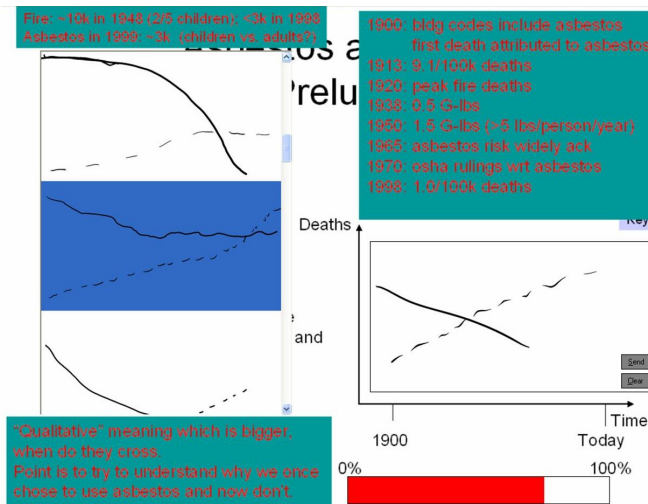 Fire: ~10k in 1948 (2/5 children); <3k in 1998
Asbestos in 1999: ~3k (children vs. adults?)
1900: bldg codes include asbestos
first death attributed to asbestos
1913: 9.1/100k deaths
1920: peak fire deaths
1938: 0.5 G-lbs
1950: 1.5 G-lbs (>5 lbs/person/year)
1965: asbestos risk widely ack
1970: osha rulings wrt asbestos
1998: 1.0/100k deaths
Deaths
Key
and
Send
Clear
Time
1900
Today
"Qualitative" meaning which is bigger,
when do they cross.
Point is to try to understand why we once
chose to use asbestos and now don't.
0%
100%